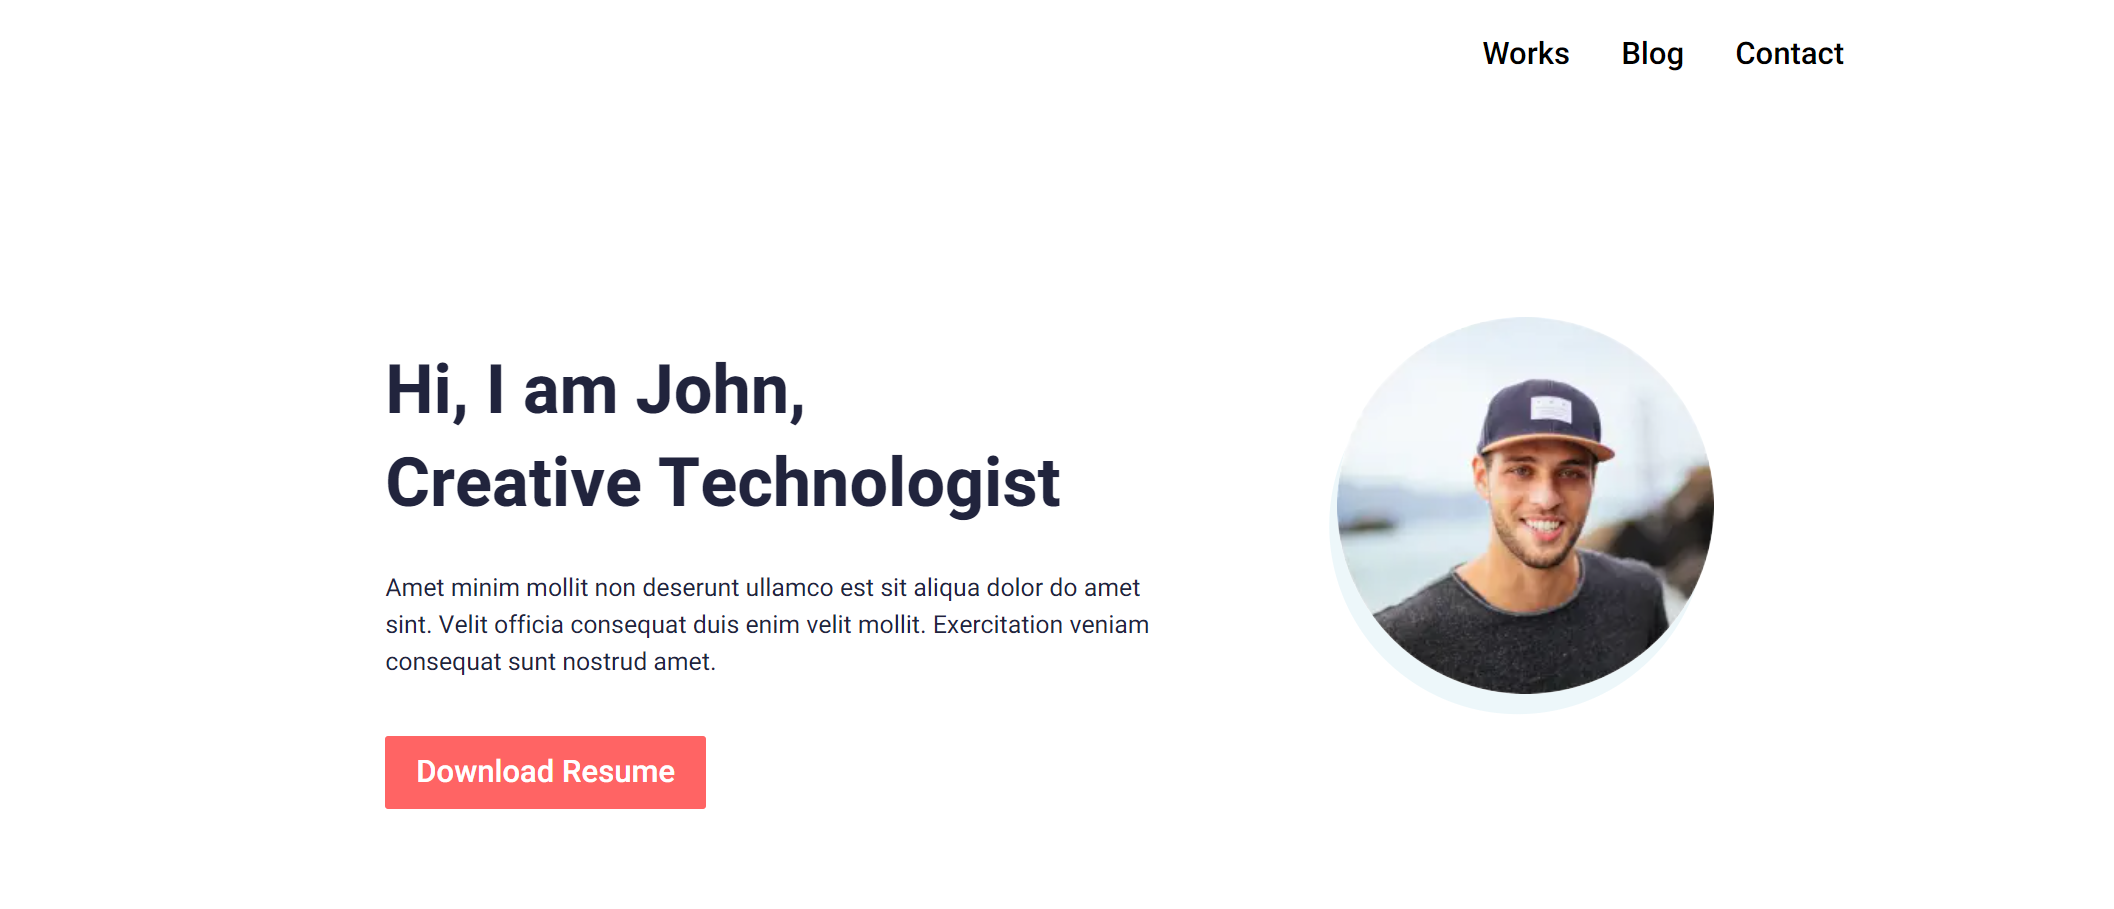 Works Blog Contact
Hi, I am John,
Creative Technologist
Amet minim mollit non deserunt ullamco est sit aliqua dolor do amet
sint. Velit officia consequat duis enim velit mollit. Exercitation veniam
consequat sunt nostrud amet.
Download Resume